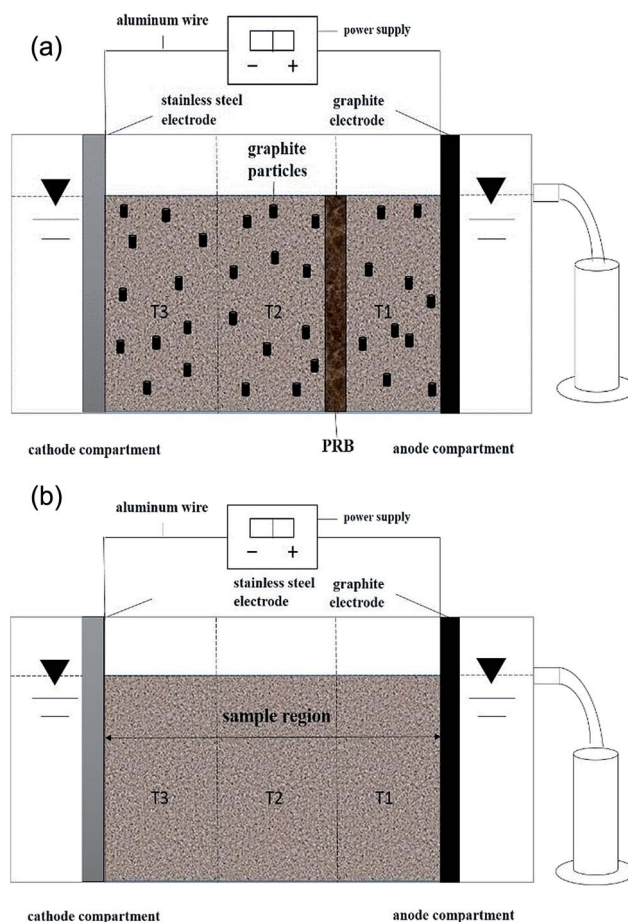 (a)
aluminum wire
power supply
− +
stainless steel
electrode
graphite
electrode
graphite
particles
T3
T2
T1
cathode compartment
PRB
anode compartment
(b)
aluminum wire
power supply
− +
stainless steel
electrode
graphite
electrode
sample region
T3
T2
T1
cathode compartment
anode compartment